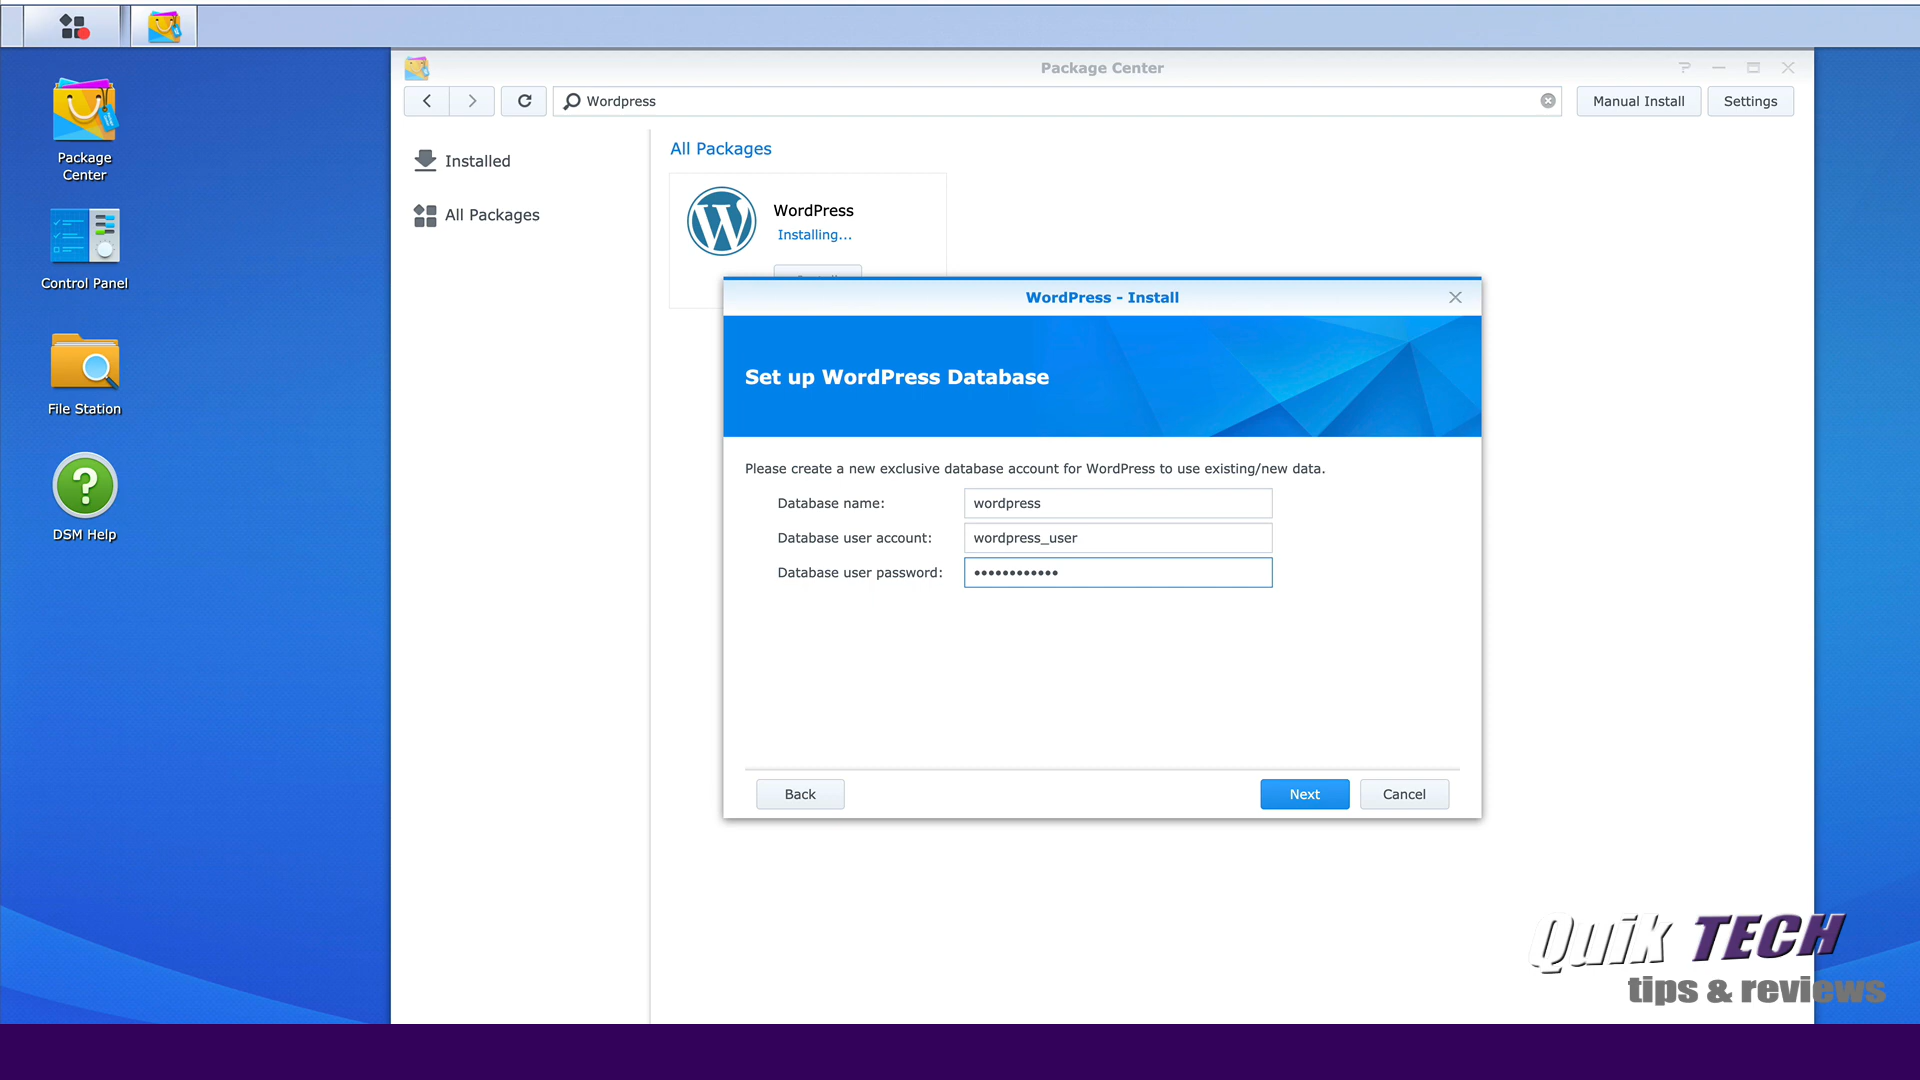 Package Center
Wordpress
Manual Install
Settings
Package
Center
Control Panel
File Station
DSM Help
Installed
All Packages
All Packages
WordPress
Installing...
WordPress - Install
Set up WordPress Database
Please create a new exclusive database account for WordPress to use existing/new data.
Database name: wordpress
Database user account: wordpress_user
Database user password: ••••••••••••
Back
Next
Cancel
Quik TECH
tips & reviews